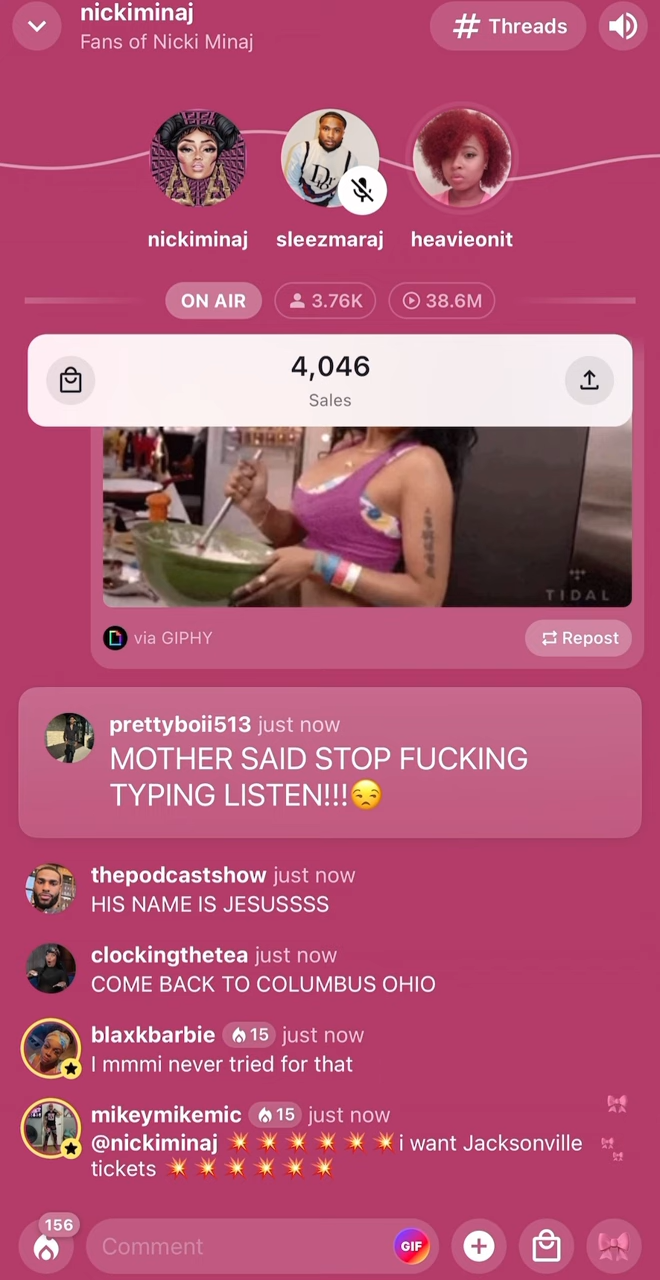 nickiminaj
Fans of Nicki Minaj
# Threads
nickiminaj
sleezmaraj
heavieonit
ON AIR
3.76K
38.6M
4,046
Sales
TIDAL
via GIPHY
Repost
prettyboii513 just now
MOTHER SAID STOP FUCKING
TYPING LISTEN!!!😒
thepodcastshow just now
HIS NAME IS JESUSSSS
clockingthetea just now
COME BACK TO COLUMBUS OHIO
blaxkbarbie 15 just now
I mmmi never tried for that
mikeymikemic 15 just now
@nickiminaj 💥💥💥💥💥💥i want Jacksonville
tickets 💥💥💥💥💥💥
156
Comment
GIF